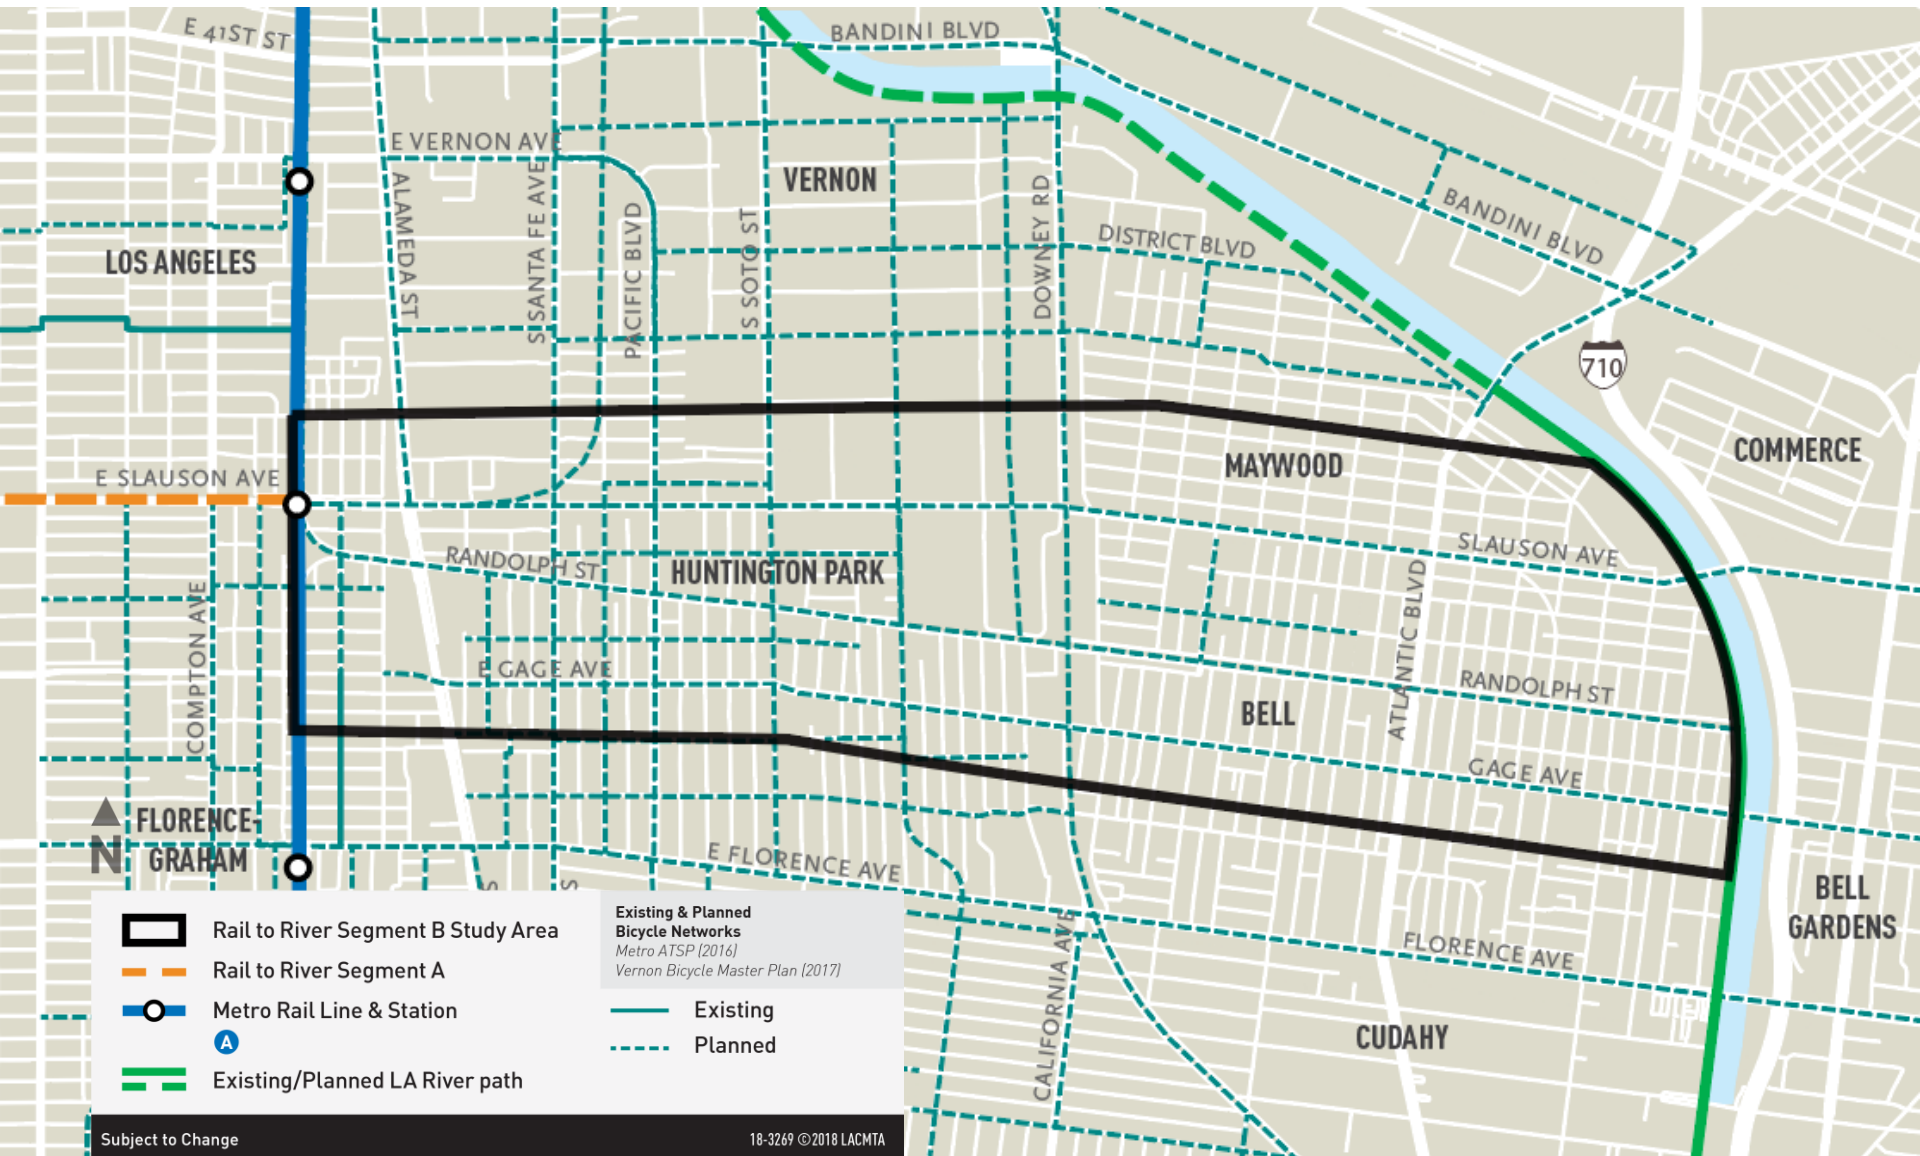 E 41ST ST
BANDINI BLVD
E VERNON AVE
VERNON
ALAMEDA ST
S SANTA FE AVE
PACIFIC BLVD
S SOTO ST
DOWNEY RD
DISTRICT BLVD
BANDINI BLVD
LOS ANGELES
710
COMMERCE
MAYWOOD
E SLAUSON AVE
SLAUSON AVE
RANDOLPH ST
HUNTINGTON PARK
COMPTON AVE
ATLANTIC BLVD
E GAGE AVE
RANDOLPH ST
BELL
GAGE AVE
FLORENCE-
GRAHAM
N
E FLORENCE AVE
S
S
BELL
GARDENS
FLORENCE AVE
CALIFORNIA AVE
CUDAHY
Rail to River Segment B Study Area
Rail to River Segment A
Metro Rail Line & Station
A
Existing/Planned LA River path
Existing & Planned
Bicycle Networks
Metro ATSP (2016)
Vernon Bicycle Master Plan (2017)
Existing
Planned
Subject to Change
18-3269 ©2018 LACMTA